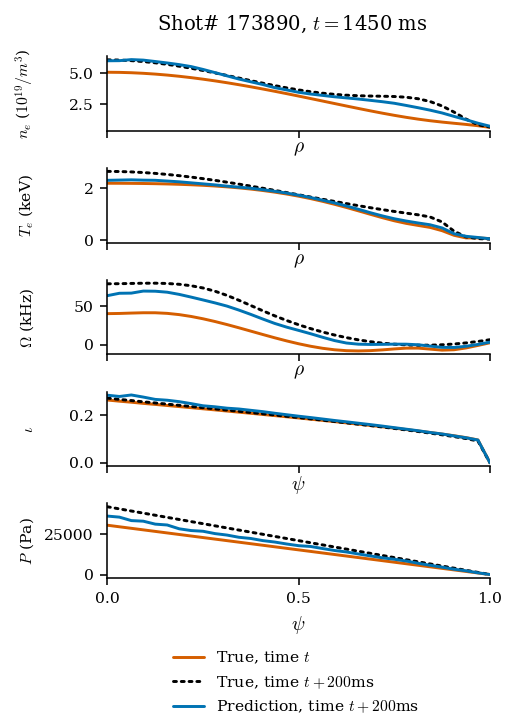 Shot# 173890, t = 1450 ms
n_e (10^19/m^3)
5.0
2.5
ρ
T_e (keV)
2
0
ρ
Ω (kHz)
50
0
ρ
ι
0.2
0.0
ψ
P (Pa)
25000
0
0.0 0.5 1.0
ψ
True, time t
True, time t + 200ms
Prediction, time t + 200ms